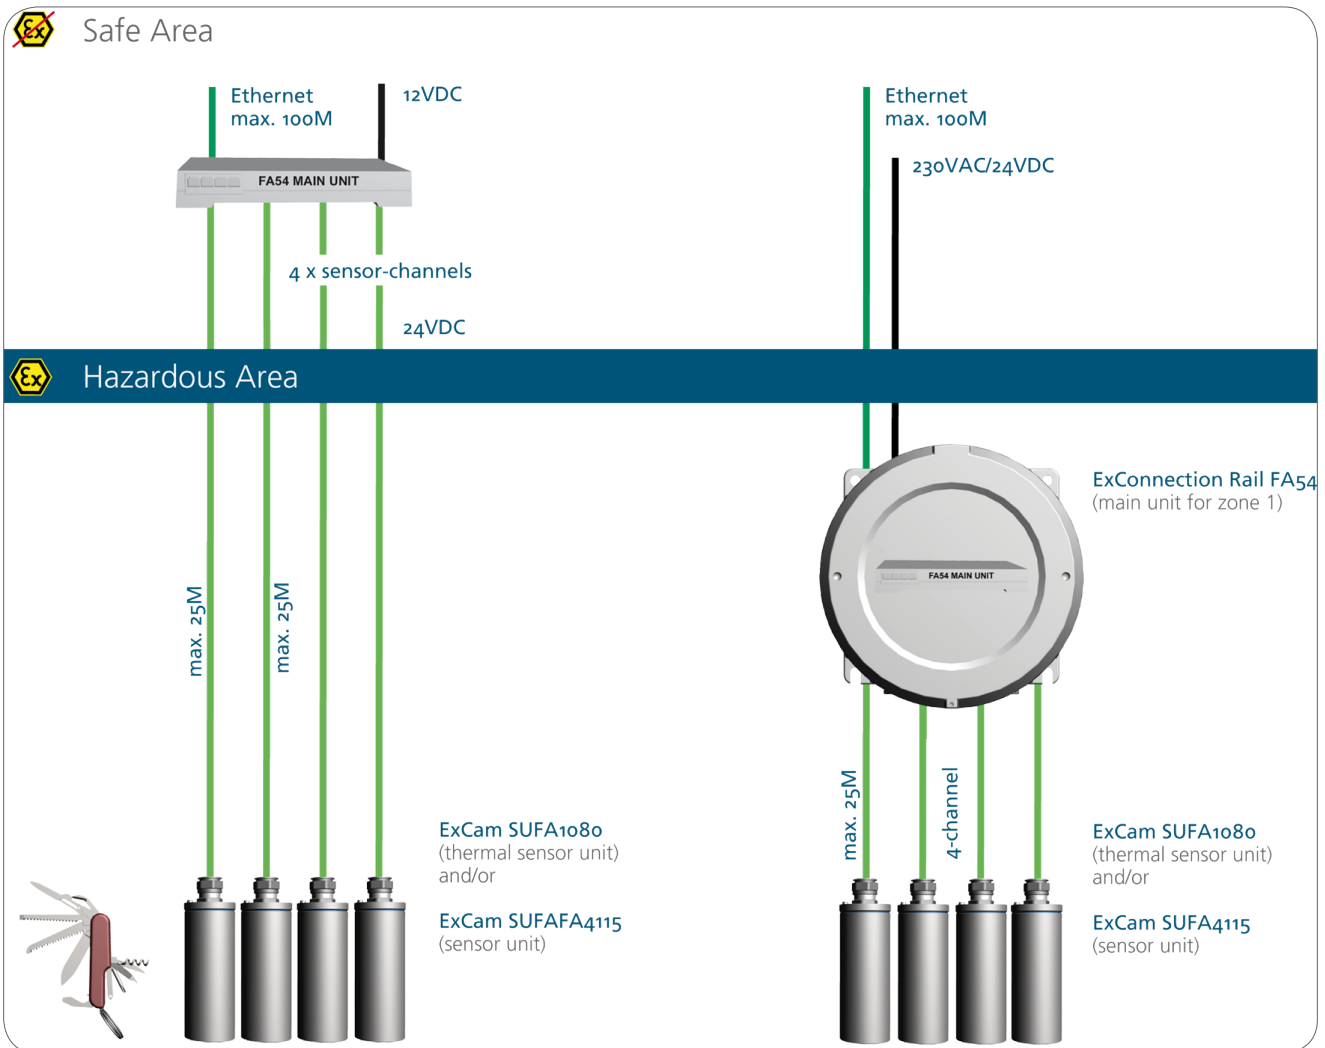 Ex
Safe Area
Ethernet
max. 100M
12VDC
FA54 MAIN UNIT
4 x sensor-channels
24VDC
Ethernet
max. 100M
230VAC/24VDC
Ex
Hazardous Area
max. 25M
max. 25M
ExCam SUFA1080
(thermal sensor unit)
and/or
ExCam SUFAFA4115
(sensor unit)
ExConnection Rail FA54
(main unit for zone 1)
FA54 MAIN UNIT
max. 25M
4-channel
ExCam SUFA1080
(thermal sensor unit)
and/or
ExCam SUFA4115
(sensor unit)